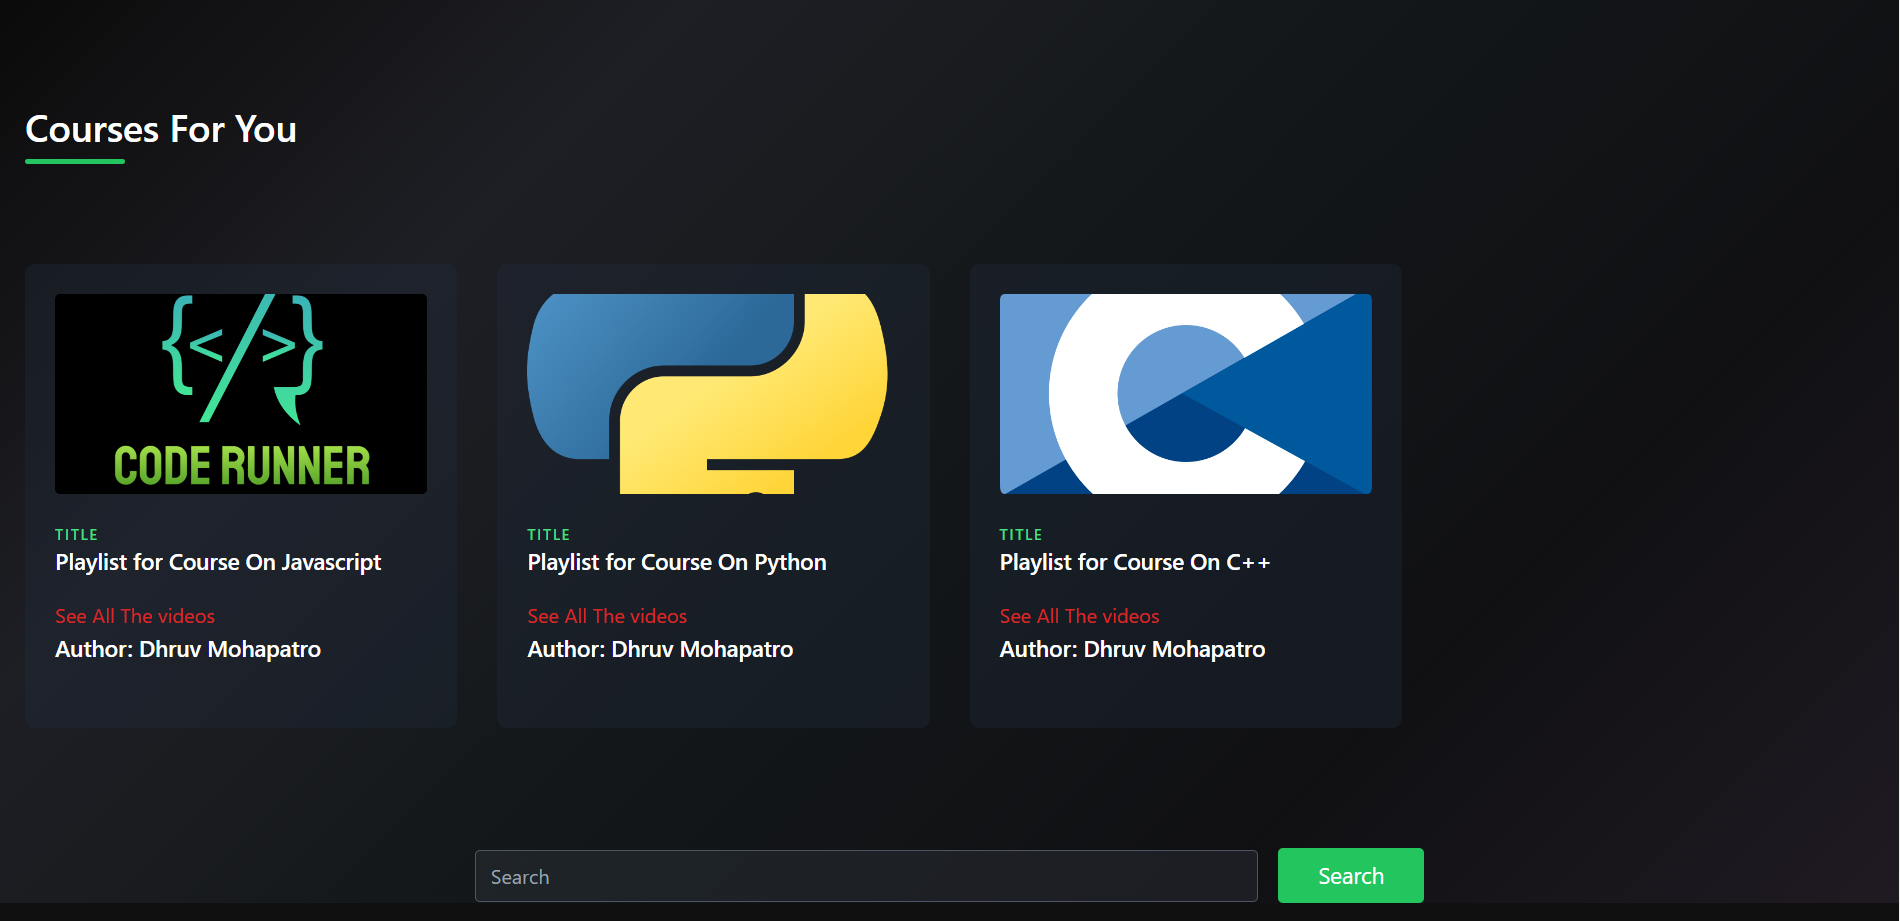 Courses For You
{</>}
CODE RUNNER
TITLE
Playlist for Course On Javascript
See All The videos
Author: Dhruv Mohapatro
TITLE
Playlist for Course On Python
See All The videos
Author: Dhruv Mohapatro
C
TITLE
Playlist for Course On C++
See All The videos
Author: Dhruv Mohapatro
Search
Search